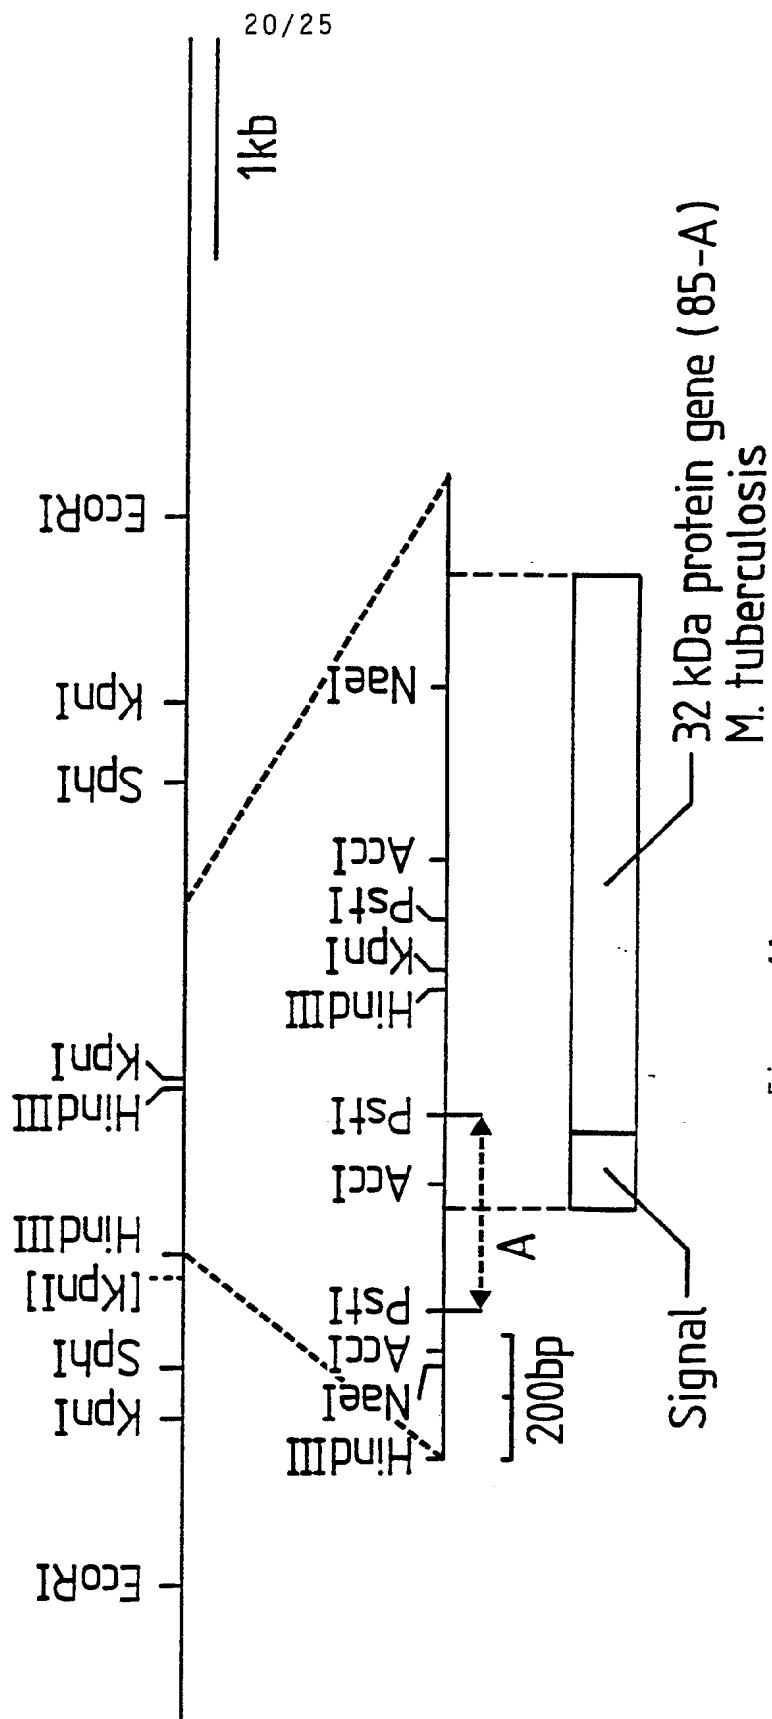 20/25
1kb
EcoRI
KpnI
SphI
[KpnI]
HindIII
HindIII
KpnI
SphI
KpnI
EcoRI
HindIII
NaeI
AccI
PstI
AccI
PstI
HindIII
KpnI
PstI
AccI
NaeI
200bp
A
Signal
32 kDa protein gene (85-A)
M. tuberculosis